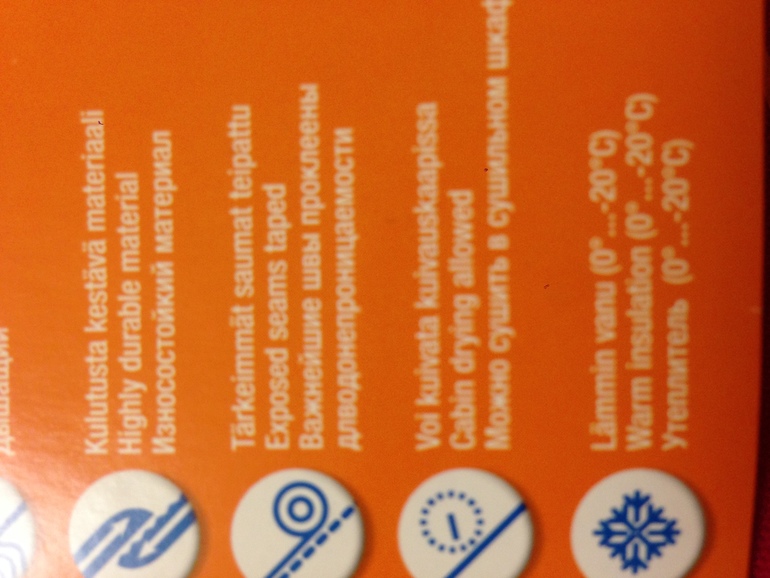 дышащий
Kulutusta kestävä materiaali
Highly durable material
Износостойкий материал
Tärkeimmät saumat teipattu
Exposed seams taped
Важнейшие швы проклеены
длводонепроницаемости
Voi kuivata kuivauskaapissa
Cabin drying allowed
Можно сушить в сушильном шкаф
Lämmin vanu (0°...-20°C)
Warm insulation (0°...-20°C)
Утеплитель (0°...-20°C)